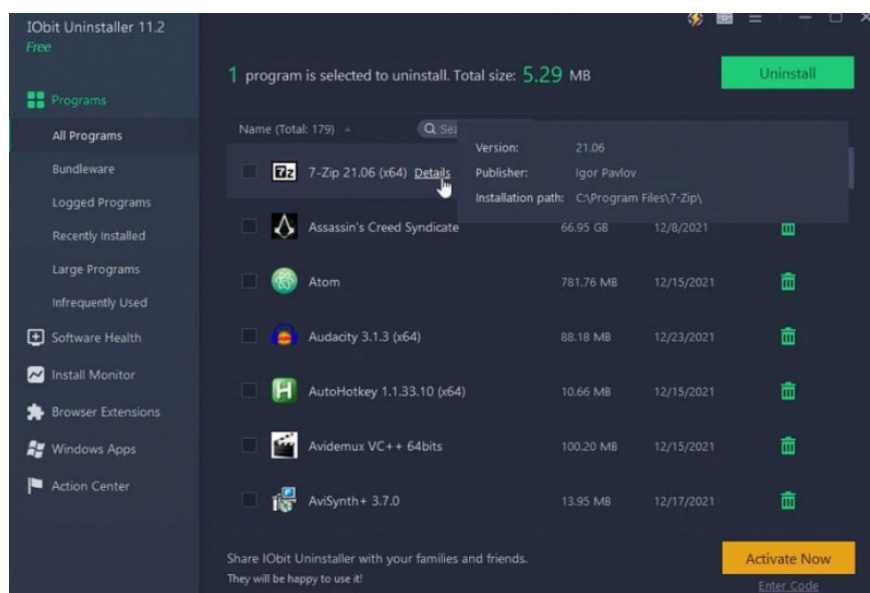 IObit Uninstaller 11.2
Free
1 program is selected to uninstall. Total size: 5.29 MB
Uninstall
Programs
All Programs
Bundleware
Logged Programs
Recently Installed
Large Programs
Infrequently Used
Software Health
Install Monitor
Browser Extensions
Windows Apps
Action Center
Name (Total: 179)
7z 7-Zip 21.06 (x64) Details
Version: 21.06
Publisher: Igor Pavlov
Installation path: C:\Program Files\7-Zip\
Assassin's Creed Syndicate 66.95 GB 12/8/2021
Atom 781.76 MB 12/15/2021
Audacity 3.1.3 (x64) 88.18 MB 12/23/2021
H AutoHotkey 1.1.33.10 (x64) 10.66 MB 12/15/2021
Avidemux VC++ 64bits 100.20 MB 12/15/2021
AviSynth+ 3.7.0 13.95 MB 12/17/2021
Share IObit Uninstaller with your families and friends.
They will be happy to use it!
Activate Now
Enter Code